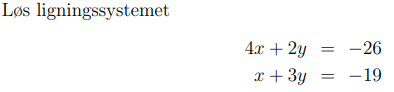 Løs ligningssystemet
4x + 2y = −26
x + 3y = −19